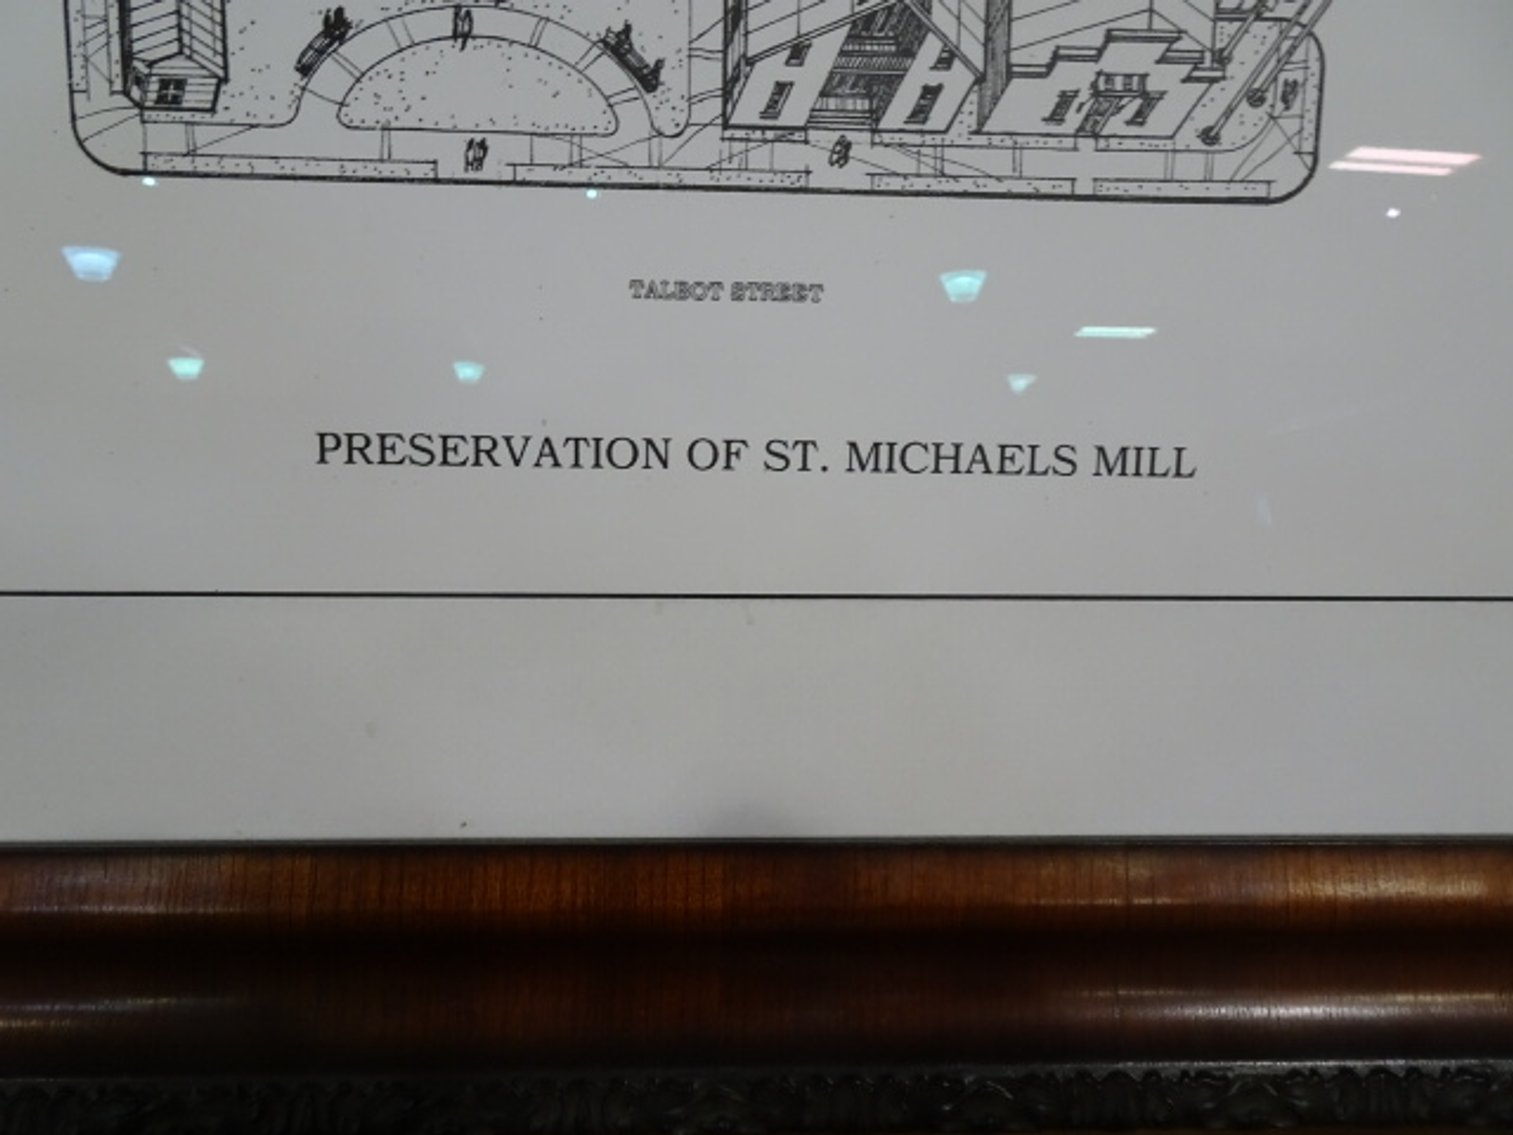 TALBOT STREET
PRESERVATION OF ST. MICHAELS MILL